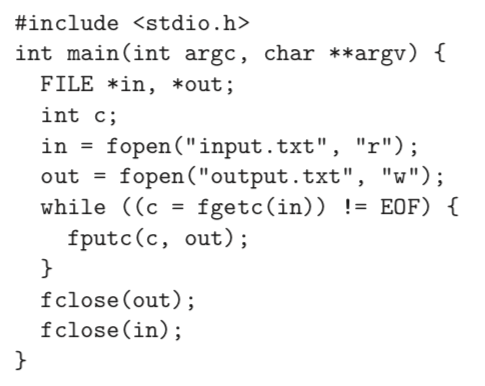 #include <stdio.h>
int main(int argc, char **argv) {
  FILE *in, *out;
  int c;
  in = fopen("input.txt", "r");
  out = fopen("output.txt", "w");
  while ((c = fgetc(in)) != EOF) {
    fputc(c, out);
  }
  fclose(out);
  fclose(in);
}